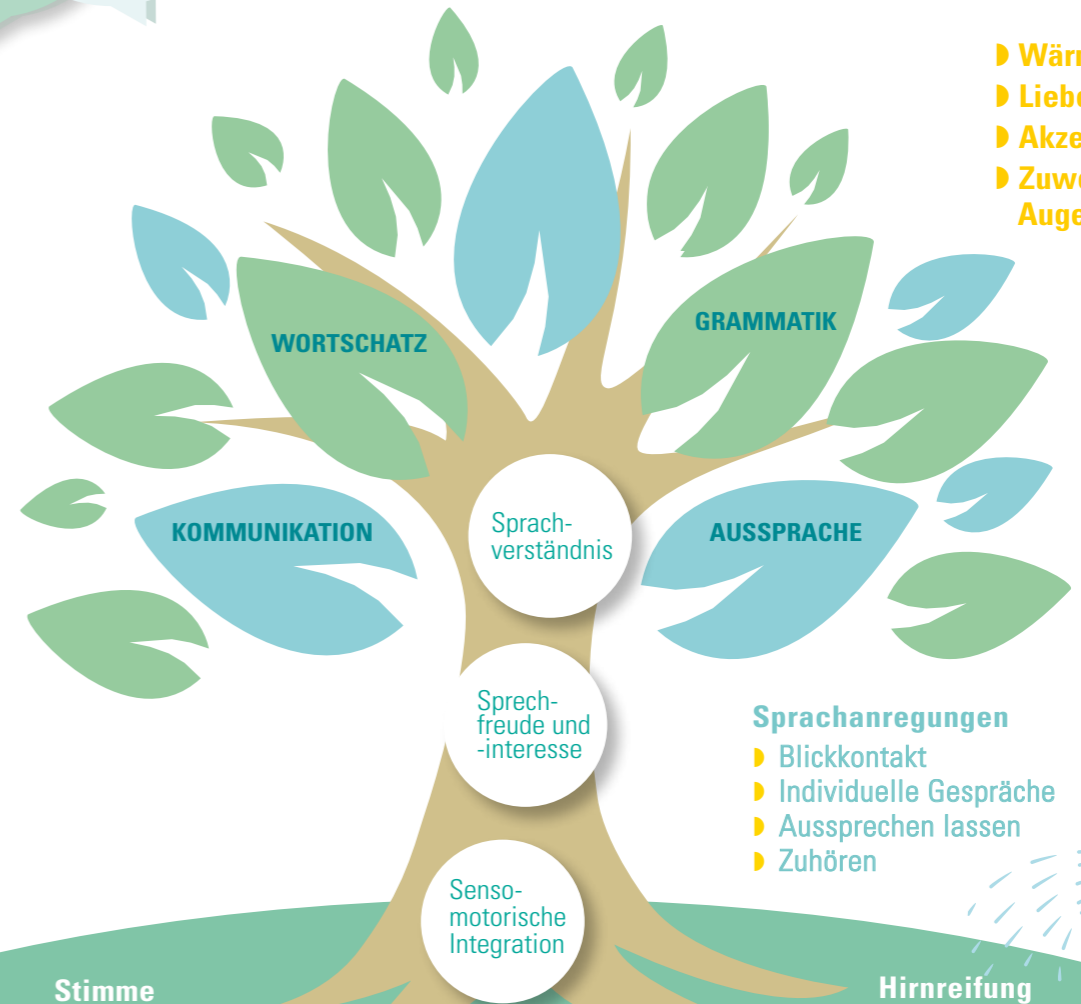 WORTSCHATZ
GRAMMATIK
KOMMUNIKATION
AUSSPRACHE
Sprach-
verständnis
Sprech-
freude und
-interesse
Senso-
motorische
Integration
Sprachanregungen
Blickkontakt
Individuelle Gespräche
Aussprechen lassen
Zuhören
Stimme
Hirnreifung